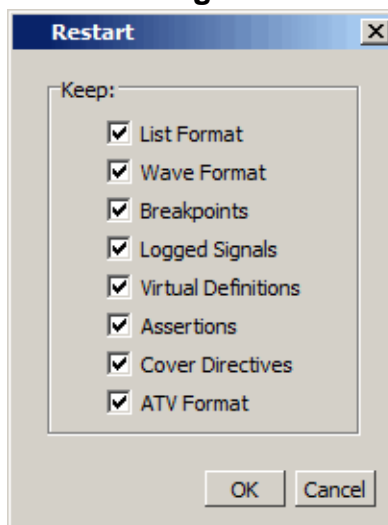 Restart
Keep:
List Format
Wave Format
Breakpoints
Logged Signals
Virtual Definitions
Assertions
Cover Directives
ATV Format
OK Cancel